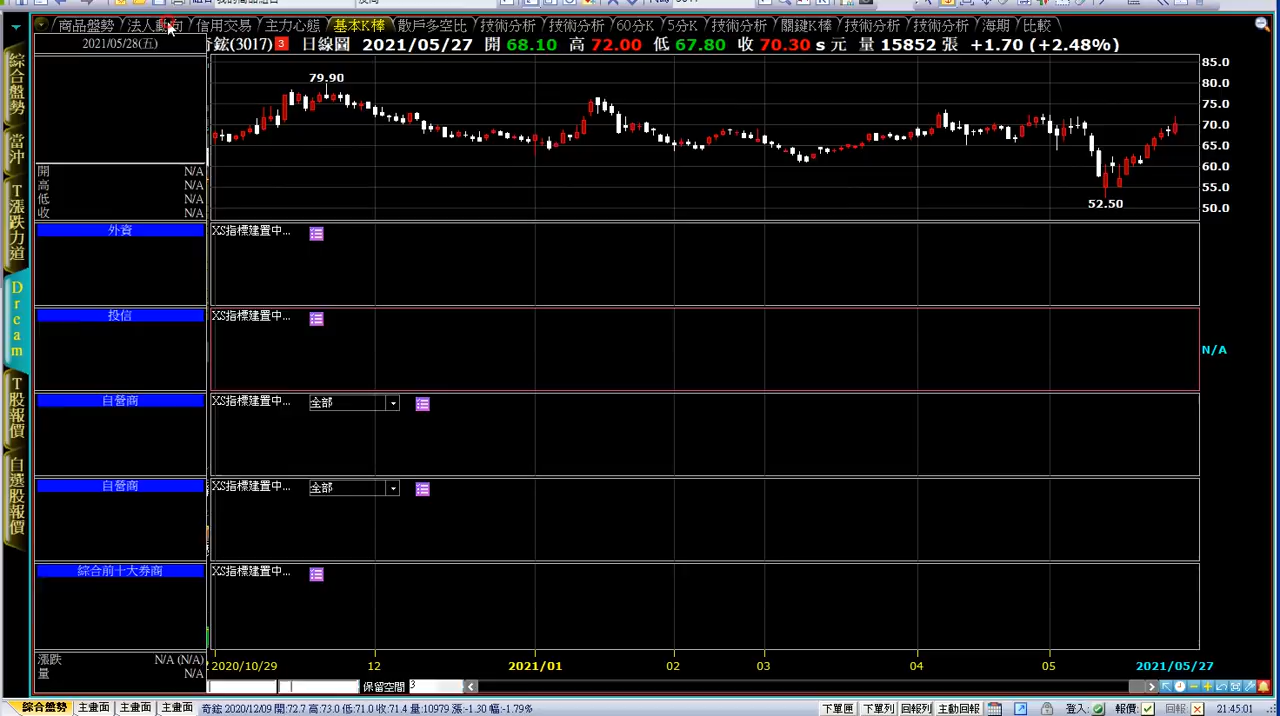 商品盤勢 法人動向 信用交易 主力心態 基本K棒 散戶多空比 技術分析 技術分析 60分K 5分K 技術分析 關鍵K棒 技術分析 技術分析 海期 比較
2021/05/28(五)
奇鋐(3017) 3 日線圖 2021/05/27 開 68.10 高 72.00 低 67.80 收 70.30 s 元 量 15852 張 +1.70 (+2.48%)
綜合盤勢
當沖
T漲跌力道
Dream
T股報價
自選股報價
79.90
52.50
85.0
80.0
75.0
70.0
65.0
60.0
55.0
50.0
開 N/A
高 N/A
低 N/A
收 N/A
外資 XS指標建置中...
投信 XS指標建置中...
N/A
自營商 XS指標建置中... 全部
自營商 XS指標建置中... 全部
綜合前十大券商 XS指標建置中...
漲跌 N/A (N/A)
量 N/A
2020/10/29 12 2021/01 02 03 04 05 2021/05/27
保留空間 3
綜合盤勢 主畫面 主畫面 主畫面 奇鋐 2020/12/09 開:72.7 高:73.0 低:71.0 收:71.4 量:10979 漲-1.30 幅-1.79% 下單匣 下單列 回報列 主動回報 登入: 報價: 回報: 21:45:01